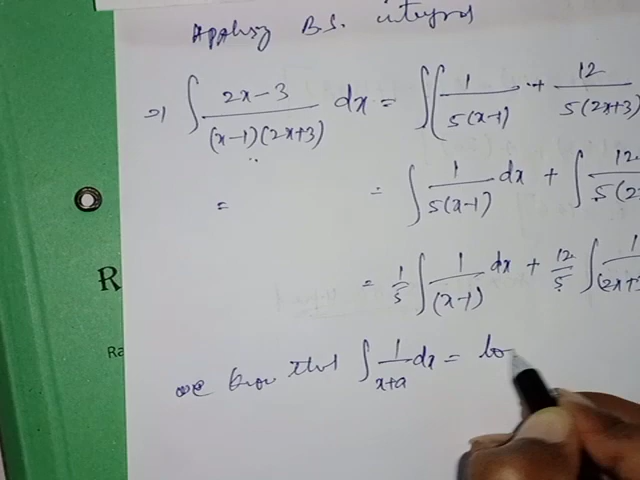 Applying B.S. integral
⇒ ∫ 2x-3/(x-1)(2x+3) dx = ∫( 1/5(x-1) + 12/5(2x+3)
= = ∫ 1/5(x-1) dx + ∫ 12/5(2
= 1/5 ∫ 1/(x-1) dx + 12/5 ∫ 1/(2x+3
R
Ra
we know that ∫ 1/x+a dx = lo